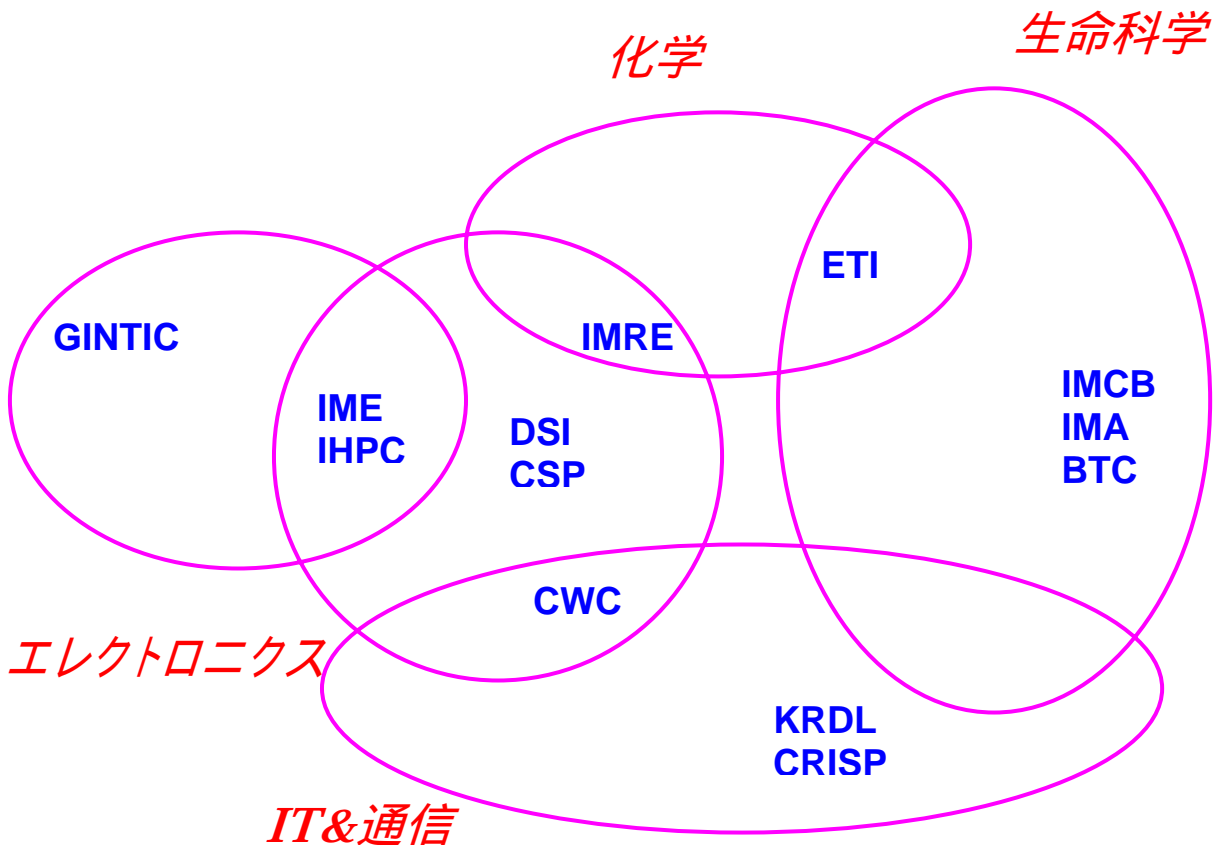 生命科学
化学
ETI
GINTIC
IMRE
IMCB
IMA
BTC
IME
IHPC
DSI
CSP
CWC
エレクトロニクス
KRDL
CRISP
IT&通信